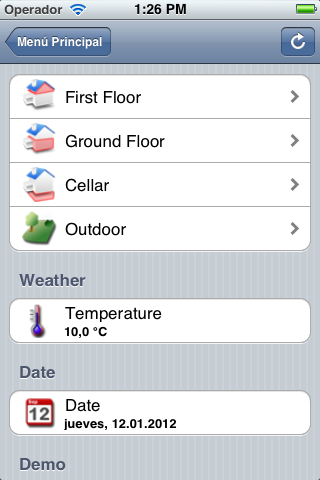 Operador 1:26 PM
Menú Principal
First Floor
Ground Floor
Cellar
Outdoor
Weather
Temperature
10,0 °C
Date
Sep
12
Date
jueves, 12.01.2012
Demo